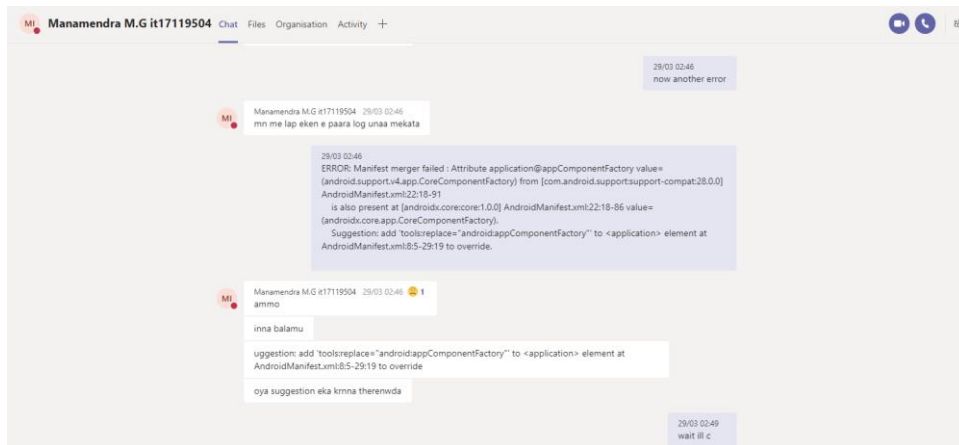 MI Manamendra M.G it17119504 Chat Files Organisation Activity +
29/03 02:46
now another error
MI Manamendra M.G it17119504 29/03 02:46
mn me lap eken e paara log unaa mekata
29/03 02:46
ERROR: Manifest merger failed : Attribute application@appComponentFactory value=
(android.support.v4.app.CoreComponentFactory) from [com.android.support:support-compat:28.0.0]
AndroidManifest.xml:22:18-91
is also present at [androidx.core:core:1.0.0] AndroidManifest.xml:22:18-86 value=
(androidx.core.app.CoreComponentFactory).
Suggestion: add 'tools:replace="android:appComponentFactory"' to <application> element at
AndroidManifest.xml:8:5-29:19 to override.
MI Manamendra M.G it17119504 29/03 02:46 😩 1
ammo
inna balamu
uggestion: add 'tools:replace="android:appComponentFactory"' to <application> element at
AndroidManifest.xml:8:5-29:19 to override
oya suggestion eka krnna therenwda
29/03 02:49
wait ill c